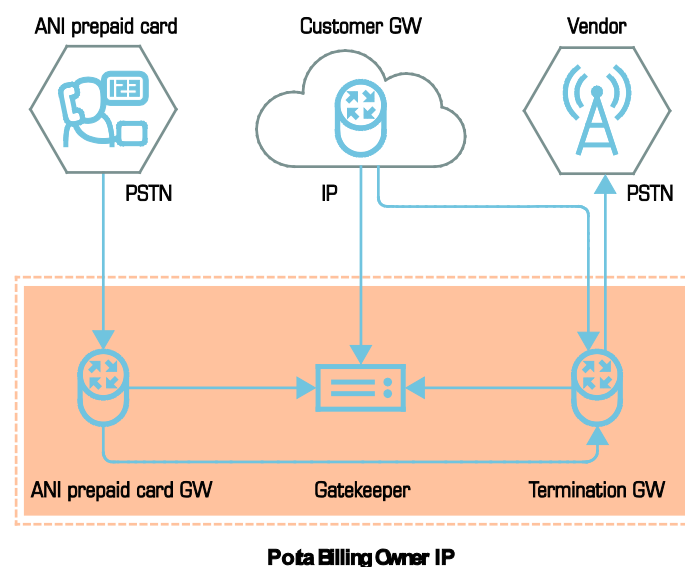 ANI prepaid card
Customer GW
Vendor
123
PSTN
IP
PSTN
ANI prepaid card GW
Gatekeeper
Termination GW
Porta Billing Owner IP